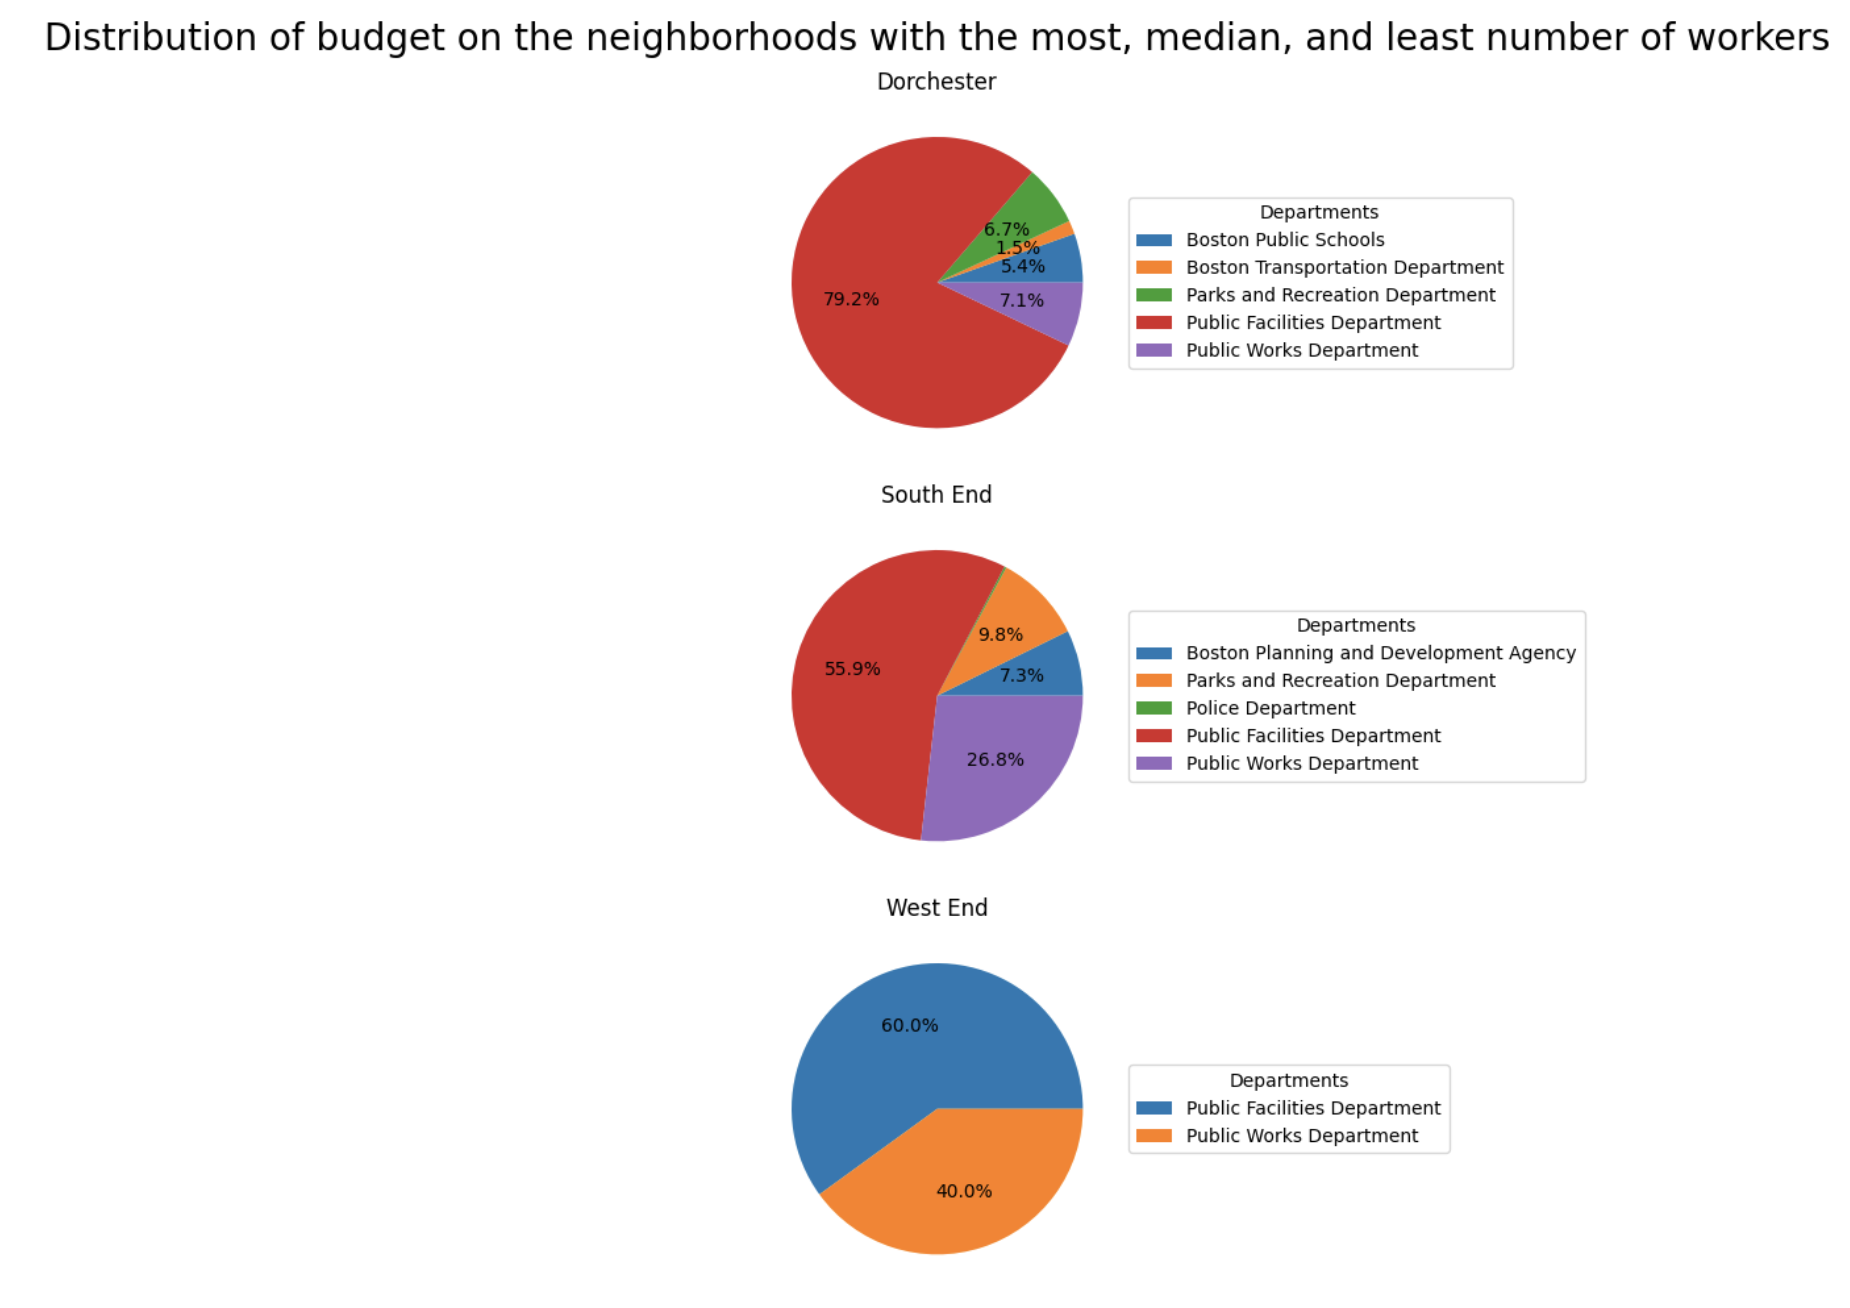 Distribution of budget on the neighborhoods with the most, median, and least number of workers
Dorchester
6.7%
1.5%
5.4%
79.2%
7.1%
Departments
Boston Public Schools
Boston Transportation Department
Parks and Recreation Department
Public Facilities Department
Public Works Department
South End
9.8%
55.9%
7.3%
26.8%
Departments
Boston Planning and Development Agency
Parks and Recreation Department
Police Department
Public Facilities Department
Public Works Department
West End
60.0%
40.0%
Departments
Public Facilities Department
Public Works Department